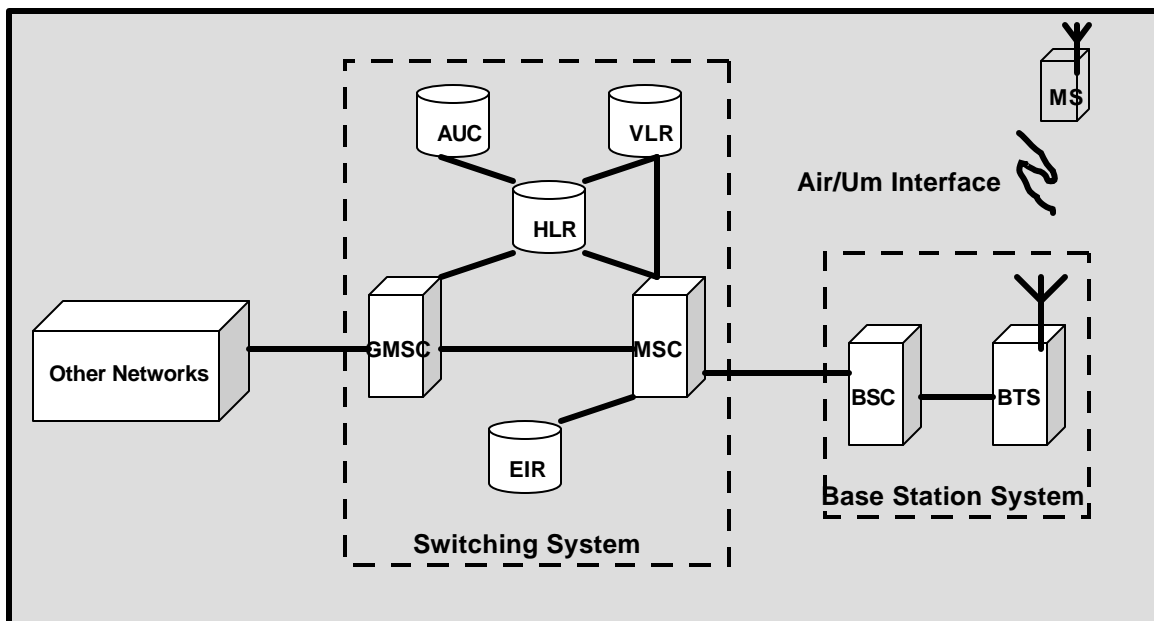 MS
AUC
VLR
Air/Um Interface
HLR
GMSC
MSC
Other Networks
BSC
BTS
EIR
Base Station System
Switching System